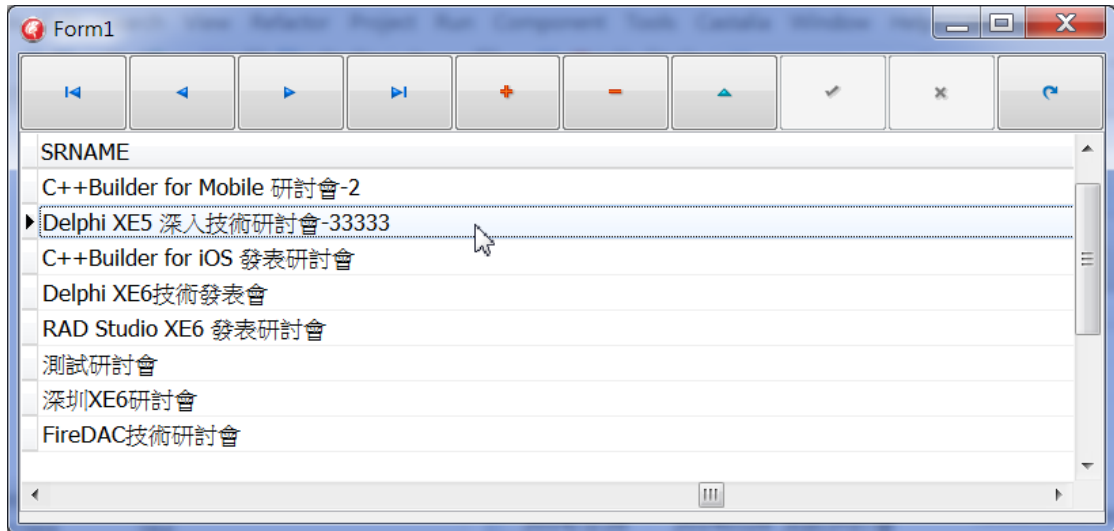 Form1
SRNAME
C++Builder for Mobile 研討會-2
Delphi XE5 深入技術研討會-33333
C++Builder for iOS 發表研討會
Delphi XE6技術發表會
RAD Studio XE6 發表研討會
測試研討會
深圳XE6研討會
FireDAC技術研討會